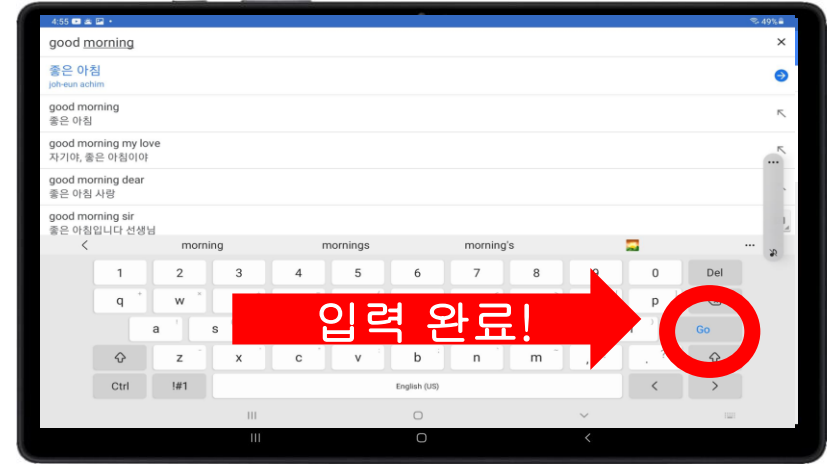 4:55
49%
good morning
좋은 아침
joh-eun achim
good morning
좋은 아침
good morning my love
자기야, 좋은 아침이야
good morning dear
좋은 아침 사랑
good morning sir
좋은 아침입니다 선생님
morning mornings morning's
1 2 3 4 5 6 7 8 9 0 Del
q w p
입력 완료!
a s Go
z x c v b n m , . ?
Ctrl !#1 English (US) < >